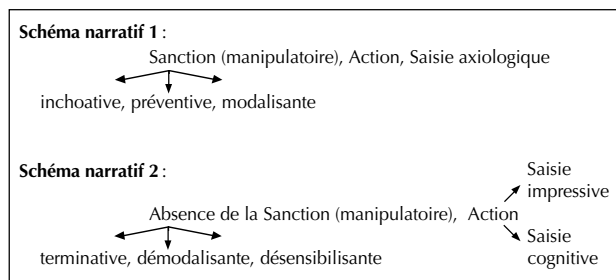 Schéma narratif 1 :
Sanction (manipulatoire), Action, Saisie axiologique
inchoative, préventive, modalisante
Schéma narratif 2 :
Saisie
impressive
Absence de la Sanction (manipulatoire), Action
Saisie
cognitive
terminative, démodalisante, désensibilisante